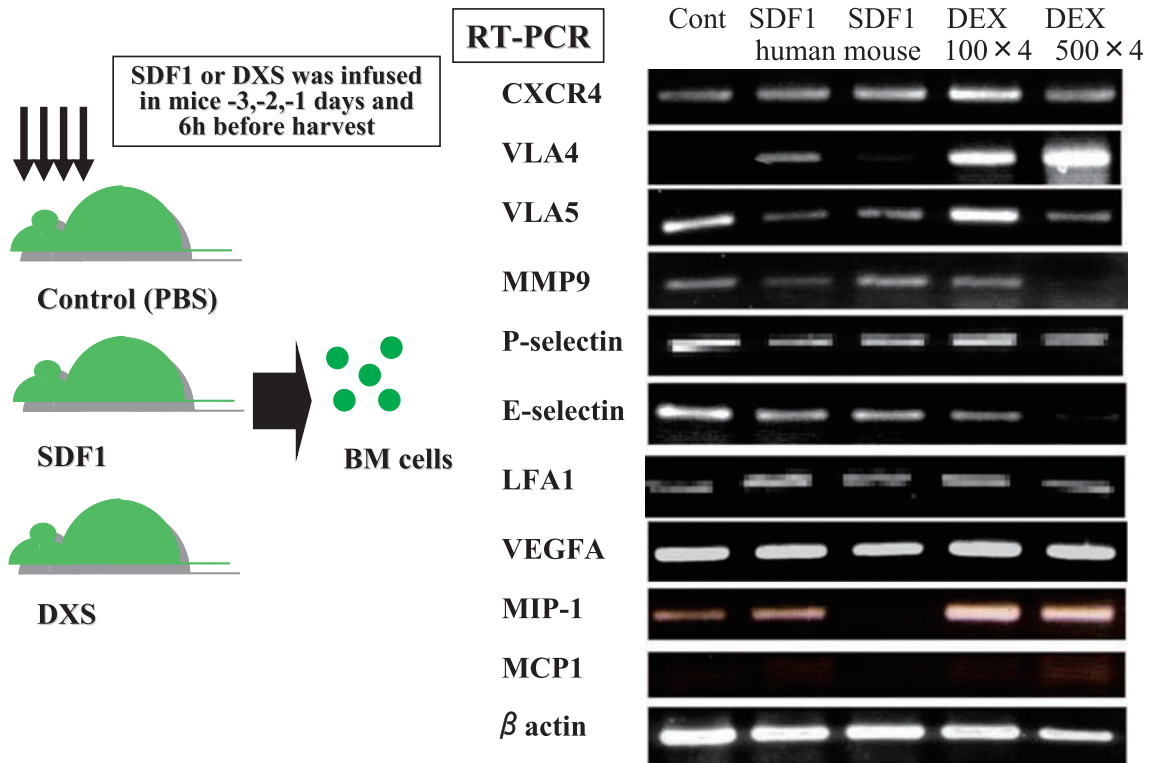 SDF1 or DXS was infused
in mice -3,-2,-1 days and
6h before harvest
Control (PBS)
SDF1
DXS
BM cells
RT-PCR
Cont SDF1 SDF1 DEX DEX
human mouse 100×4 500×4
CXCR4
VLA4
VLA5
MMP9
P-selectin
E-selectin
LFA1
VEGFA
MIP-1
MCP1
β actin